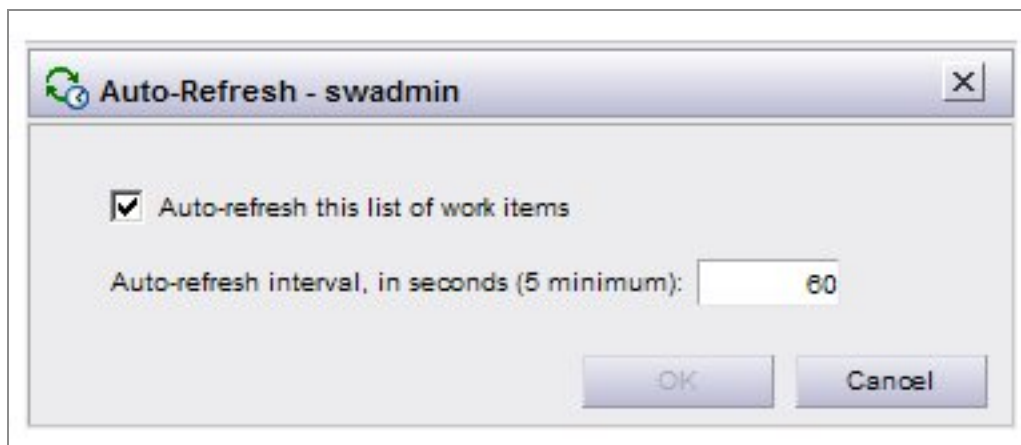 Auto-Refresh - swadmin
Auto-refresh this list of work items
Auto-refresh interval, in seconds (5 minimum): 60
OK Cancel